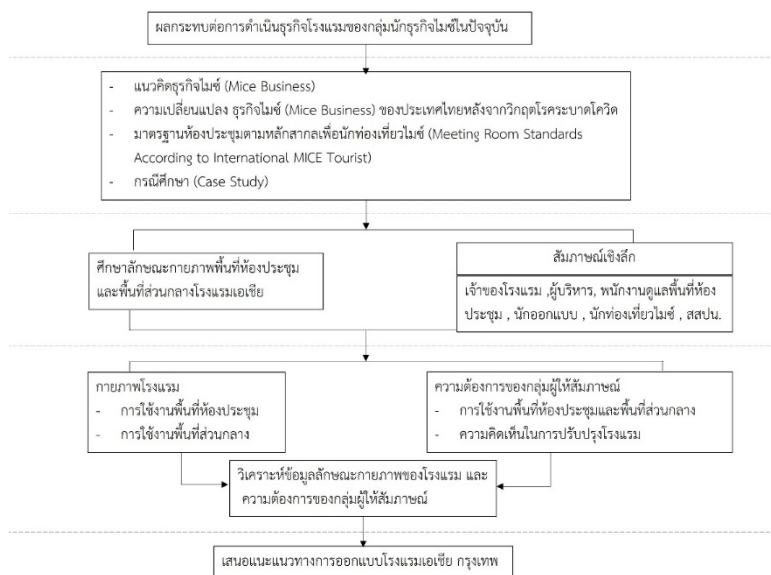 ผลกระทบต่อการดำเนินธุรกิจโรงแรมของกลุ่มนักธุรกิจไมซ์ในปัจจุบัน
- แนวคิดธุรกิจไมซ์ (Mice Business)
- ความเปลี่ยนแปลง ธุรกิจไมซ์ (Mice Business) ของประเทศไทยหลังจากวิกฤตโรคระบาดโควิด
- มาตรฐานห้องประชุมตามหลักสากลเพื่อนักท่องเที่ยวไมซ์ (Meeting Room Standards
According to International MICE Tourist)
- กรณีศึกษา (Case Study)
ศึกษาลักษณะกายภาพพื้นที่ห้องประชุม
และพื้นที่ส่วนกลางโรงแรมเอเชีย
สัมภาษณ์เชิงลึก
เจ้าของโรงแรม ,ผู้บริหาร, พนักงานดูแลพื้นที่ห้อง
ประชุม , นักออกแบบ , นักท่องเที่ยวไมซ์ , สสปน.
กายภาพโรงแรม
- การใช้งานพื้นที่ห้องประชุม
- การใช้งานพื้นที่ส่วนกลาง
ความต้องการของกลุ่มผู้ให้สัมภาษณ์
- การใช้งานพื้นที่ห้องประชุมและพื้นที่ส่วนกลาง
- ความคิดเห็นในการปรับปรุงโรงแรม
วิเคราะห์ข้อมูลลักษณะกายภาพของโรงแรม และ
ความต้องการของกลุ่มผู้ให้สัมภาษณ์
เสนอแนะแนวทางการออกแบบโรงแรมเอเชีย กรุงเทพ